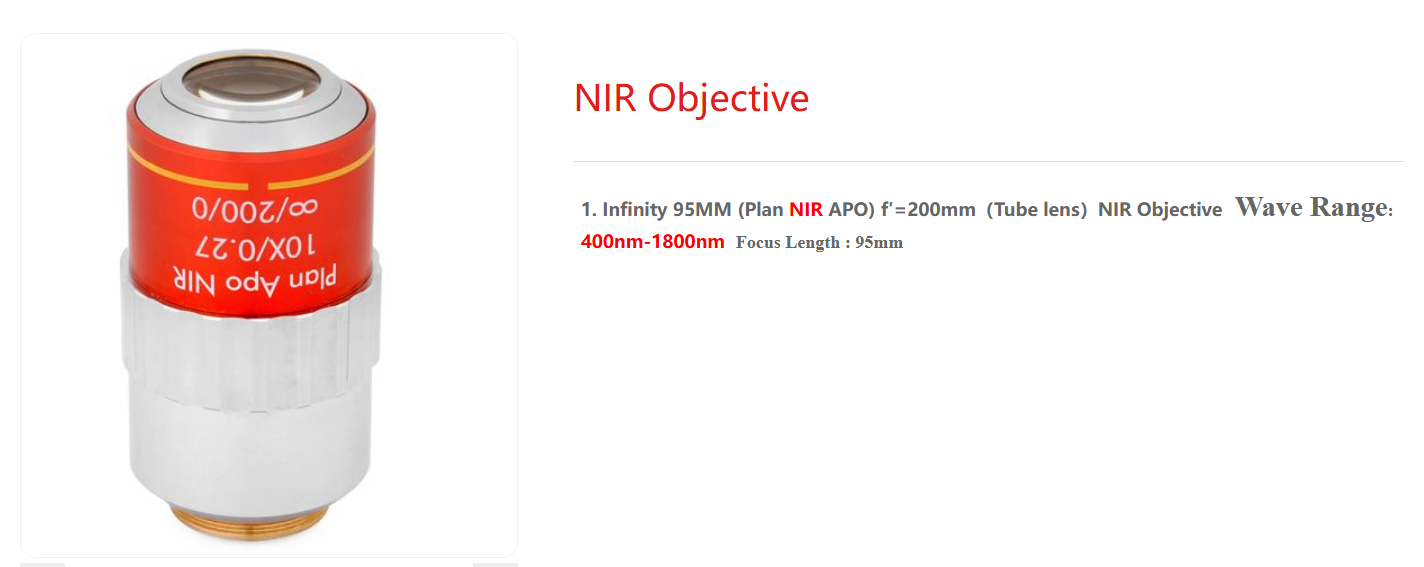 NIR Objective
1. Infinity 95MM (Plan NIR APO) f′=200mm（Tube lens）NIR Objective Wave Range：
400nm-1800nm Focus Length : 95mm
∞/200/0
10X/0.27
Plan Apo NIR